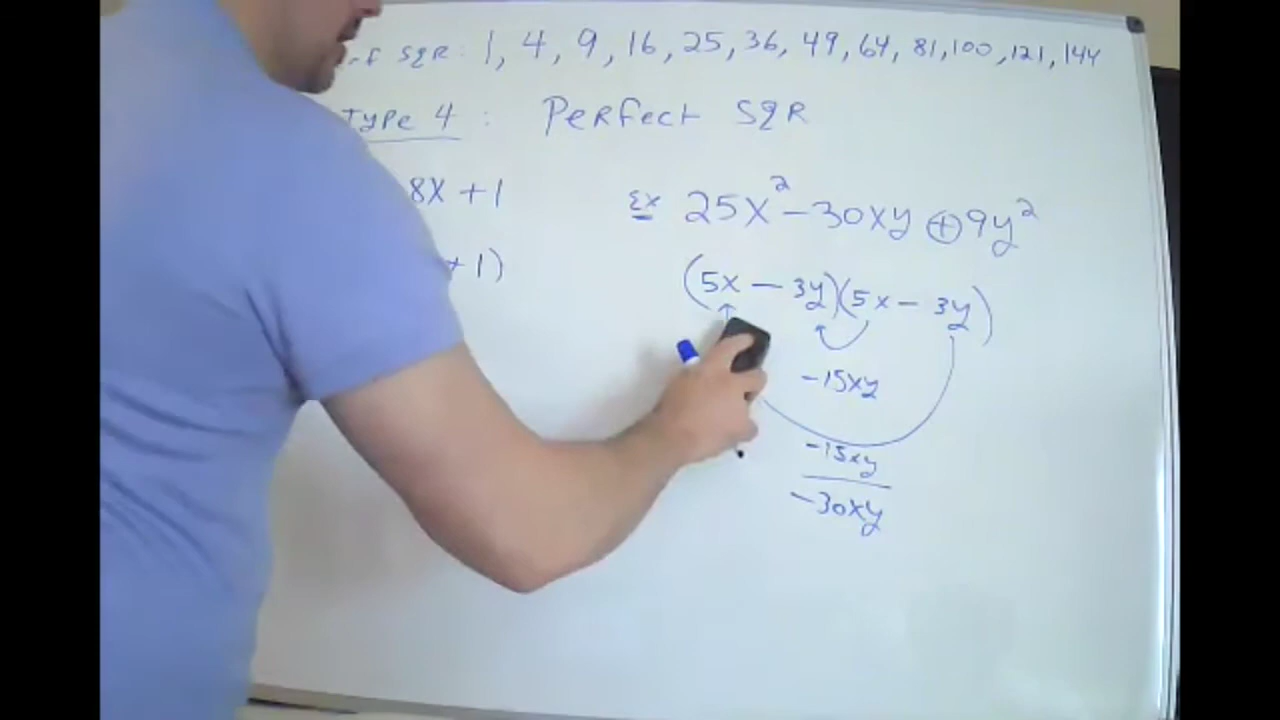 SQR: 1, 4, 9, 16, 25, 36, 49, 64, 81, 100, 121, 144
Type 4 : Perfect SQR
8X + 1
Ex 25X² - 30XY + 9y²
+ 1)
(5X - 3y)(5X - 3y)
-15XY
-15XY
-30XY